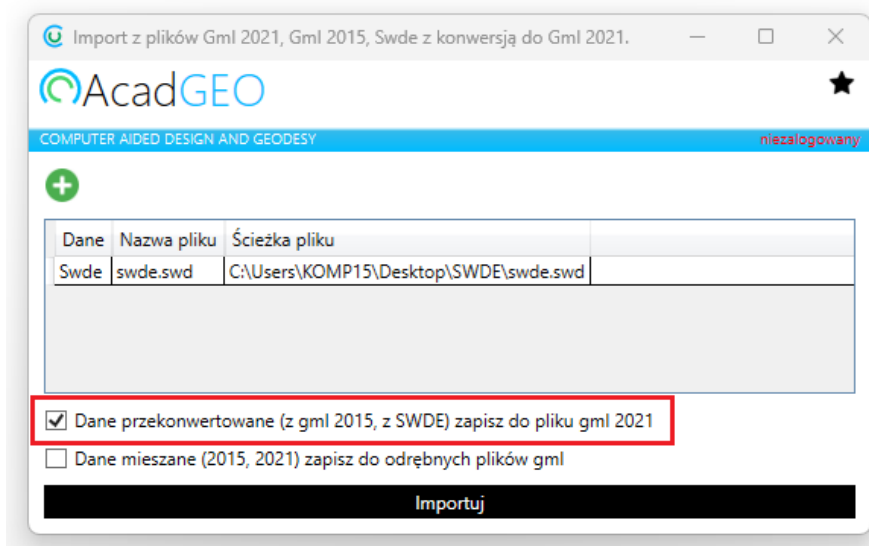 Import z plików Gml 2021, Gml 2015, Swde z konwersją do Gml 2021.
AcadGEO
COMPUTER AIDED DESIGN AND GEODESY niezalogowany
Dane Nazwa pliku Ścieżka pliku
Swde swde.swd C:\Users\KOMP15\Desktop\SWDE\swde.swd
Dane przekonwertowane (z gml 2015, z SWDE) zapisz do pliku gml 2021
Dane mieszane (2015, 2021) zapisz do odrębnych plików gml
Importuj